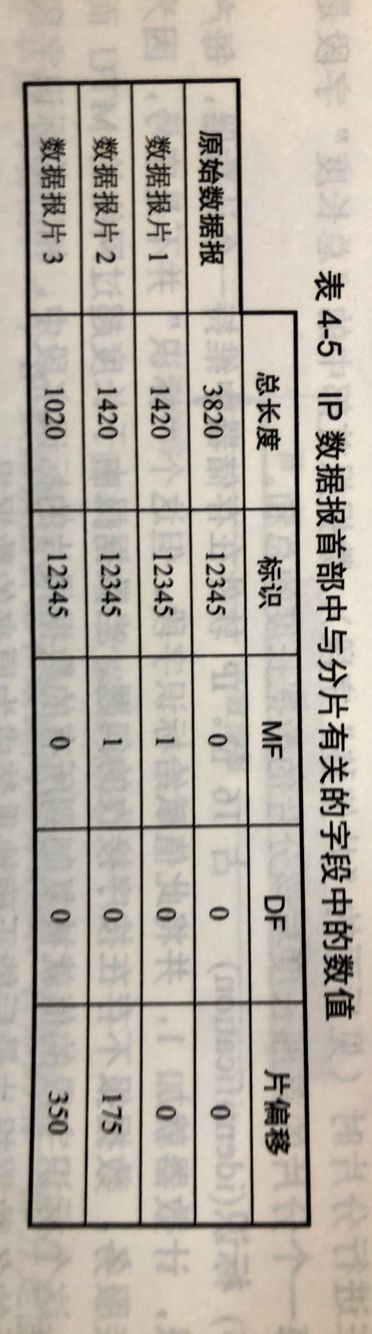 表 4-5 IP 数据报首部中与分片有关的字段中的数值
总长度 标识 MF DF 片偏移
原始数据报 3820 12345 0 0 0
数据报片 1 1420 12345 1 0 0
数据报片 2 1420 12345 1 0 175
数据报片 3 1020 12345 0 0 350